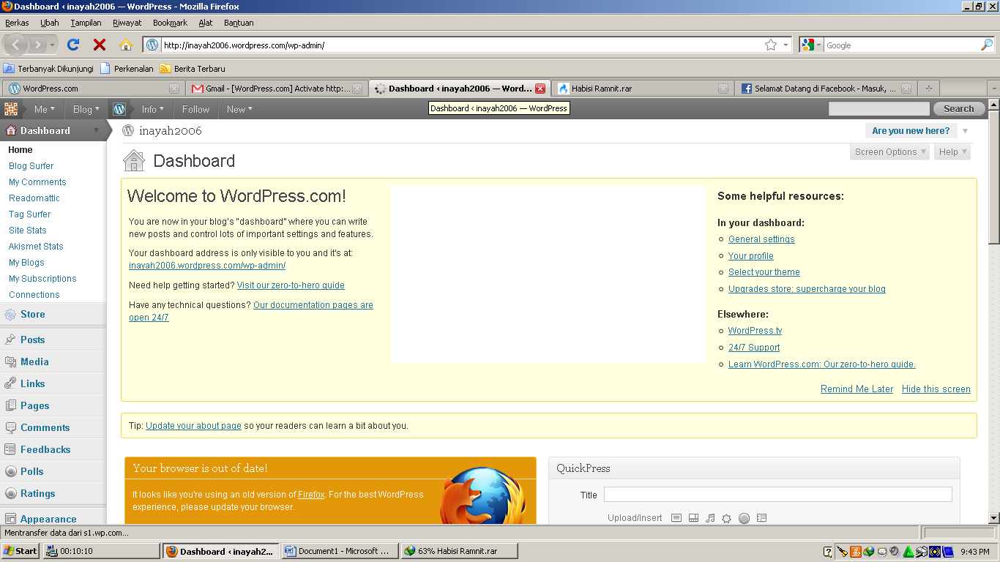 Dashboard ‹ inayah2006 — WordPress - Mozilla Firefox
Berkas Ubah Tampilan Riwayat Bookmark Alat Bantuan
http://inayah2006.wordpress.com/wp-admin/ Google
Terbanyak Dikunjungi Perkenalan Berita Terbaru
WordPress.com Gmail - [WordPress.com] Activate http:... Dashboard ‹ inayah2006 — Word... Habisi Ramnit.rar Selamat Datang di Facebook - Masuk, ...
Me Blog Info Follow New Search
Dashboard ‹ inayah2006 — WordPress
Dashboard
inayah2006
Are you new here?
Home
Screen Options Help
Dashboard
Blog Surfer
My Comments
Readomattic
Tag Surfer
Site Stats
Akismet Stats
My Blogs
My Subscriptions
Connections
Store
Posts
Media
Links
Pages
Comments
Feedbacks
Polls
Ratings
Appearance
Welcome to WordPress.com!
You are now in your blog's "dashboard" where you can write
new posts and control lots of important settings and features.
Your dashboard address is only visible to you and it's at:
inayah2006.wordpress.com/wp-admin/
Need help getting started? Visit our zero-to-hero guide
Have any technical questions? Our documentation pages are
open 24/7
Some helpful resources:
In your dashboard:
General settings
Your profile
Select your theme
Upgrades store: supercharge your blog
Elsewhere:
WordPress.tv
24/7 Support
Learn WordPress.com: Our zero-to-hero guide.
Remind Me Later Hide this screen
Tip: Update your about page so your readers can learn a bit about you.
Your browser is out of date!
It looks like you're using an old version of Firefox. For the best WordPress
experience, please update your browser.
QuickPress
Title
Upload/Insert
Mentransfer data dari s1.wp.com...
Start 00:10:10 Dashboard ‹ inayah2... Document1 - Microsoft ... 63% Habisi Ramnit.rar 9:43 PM